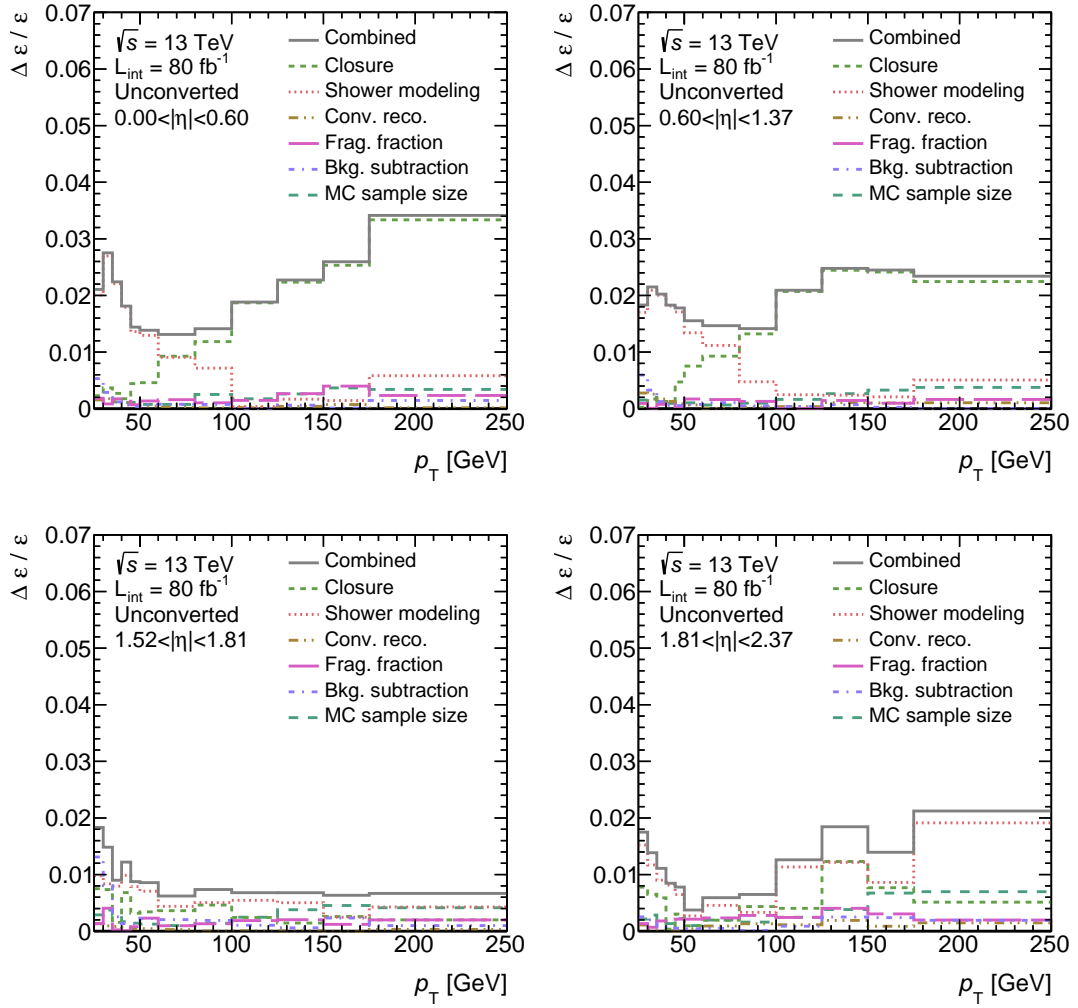 Δ ε / ε
0.07
0.06
0.05
0.04
0.03
0.02
0.01
0
√s = 13 TeV
L_int = 80 fb⁻¹
Unconverted
0.00<|η|<0.60
Combined
Closure
Shower modeling
Conv. reco.
Frag. fraction
Bkg. subtraction
MC sample size
50 100 150 200 250
p_T [GeV]
Δ ε / ε
0.07
0.06
0.05
0.04
0.03
0.02
0.01
0
√s = 13 TeV
L_int = 80 fb⁻¹
Unconverted
0.60<|η|<1.37
Combined
Closure
Shower modeling
Conv. reco.
Frag. fraction
Bkg. subtraction
MC sample size
50 100 150 200 250
p_T [GeV]
Δ ε / ε
0.07
0.06
0.05
0.04
0.03
0.02
0.01
0
√s = 13 TeV
L_int = 80 fb⁻¹
Unconverted
1.52<|η|<1.81
Combined
Closure
Shower modeling
Conv. reco.
Frag. fraction
Bkg. subtraction
MC sample size
50 100 150 200 250
p_T [GeV]
Δ ε / ε
0.07
0.06
0.05
0.04
0.03
0.02
0.01
0
√s = 13 TeV
L_int = 80 fb⁻¹
Unconverted
1.81<|η|<2.37
Combined
Closure
Shower modeling
Conv. reco.
Frag. fraction
Bkg. subtraction
MC sample size
50 100 150 200 250
p_T [GeV]